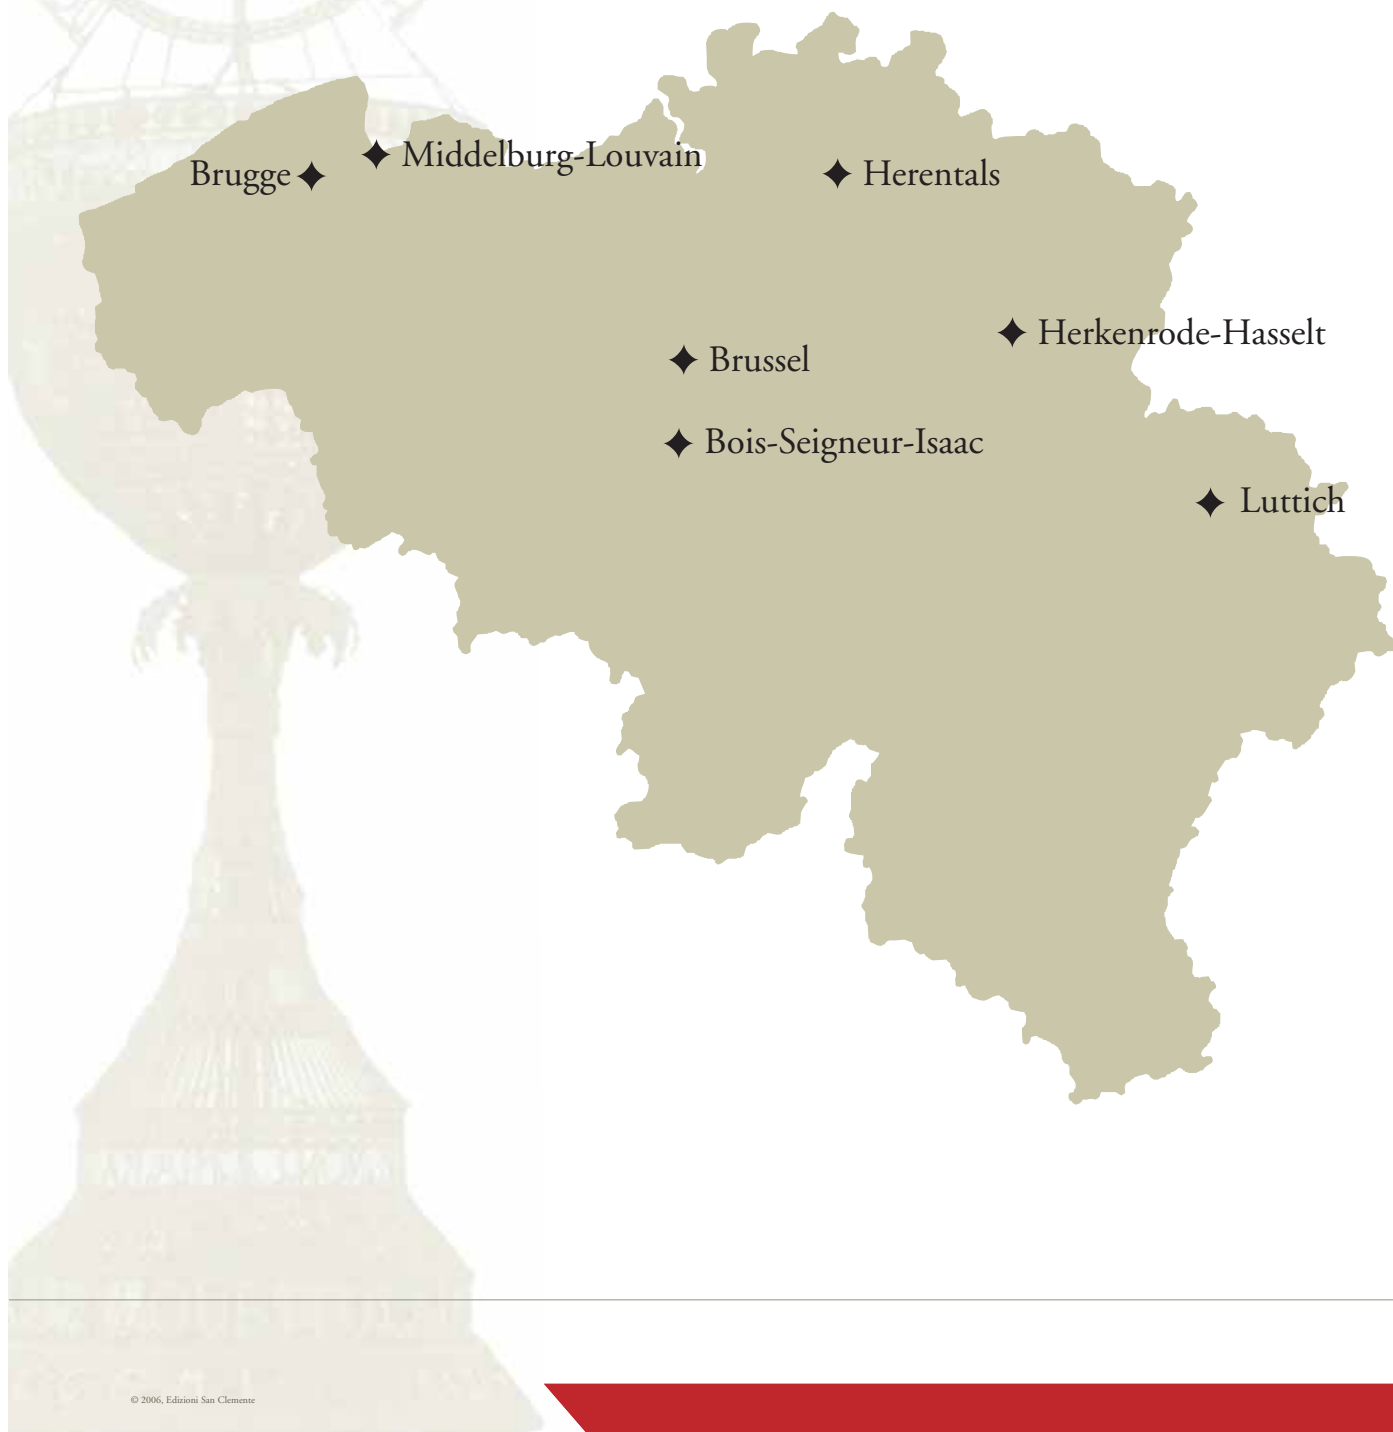 Middelburg-Louvain
Brugge
Herentals
Herkenrode-Hasselt
Brussel
Bois-Seigneur-Isaac
Luttich
© 2006, Edizioni San Clemente